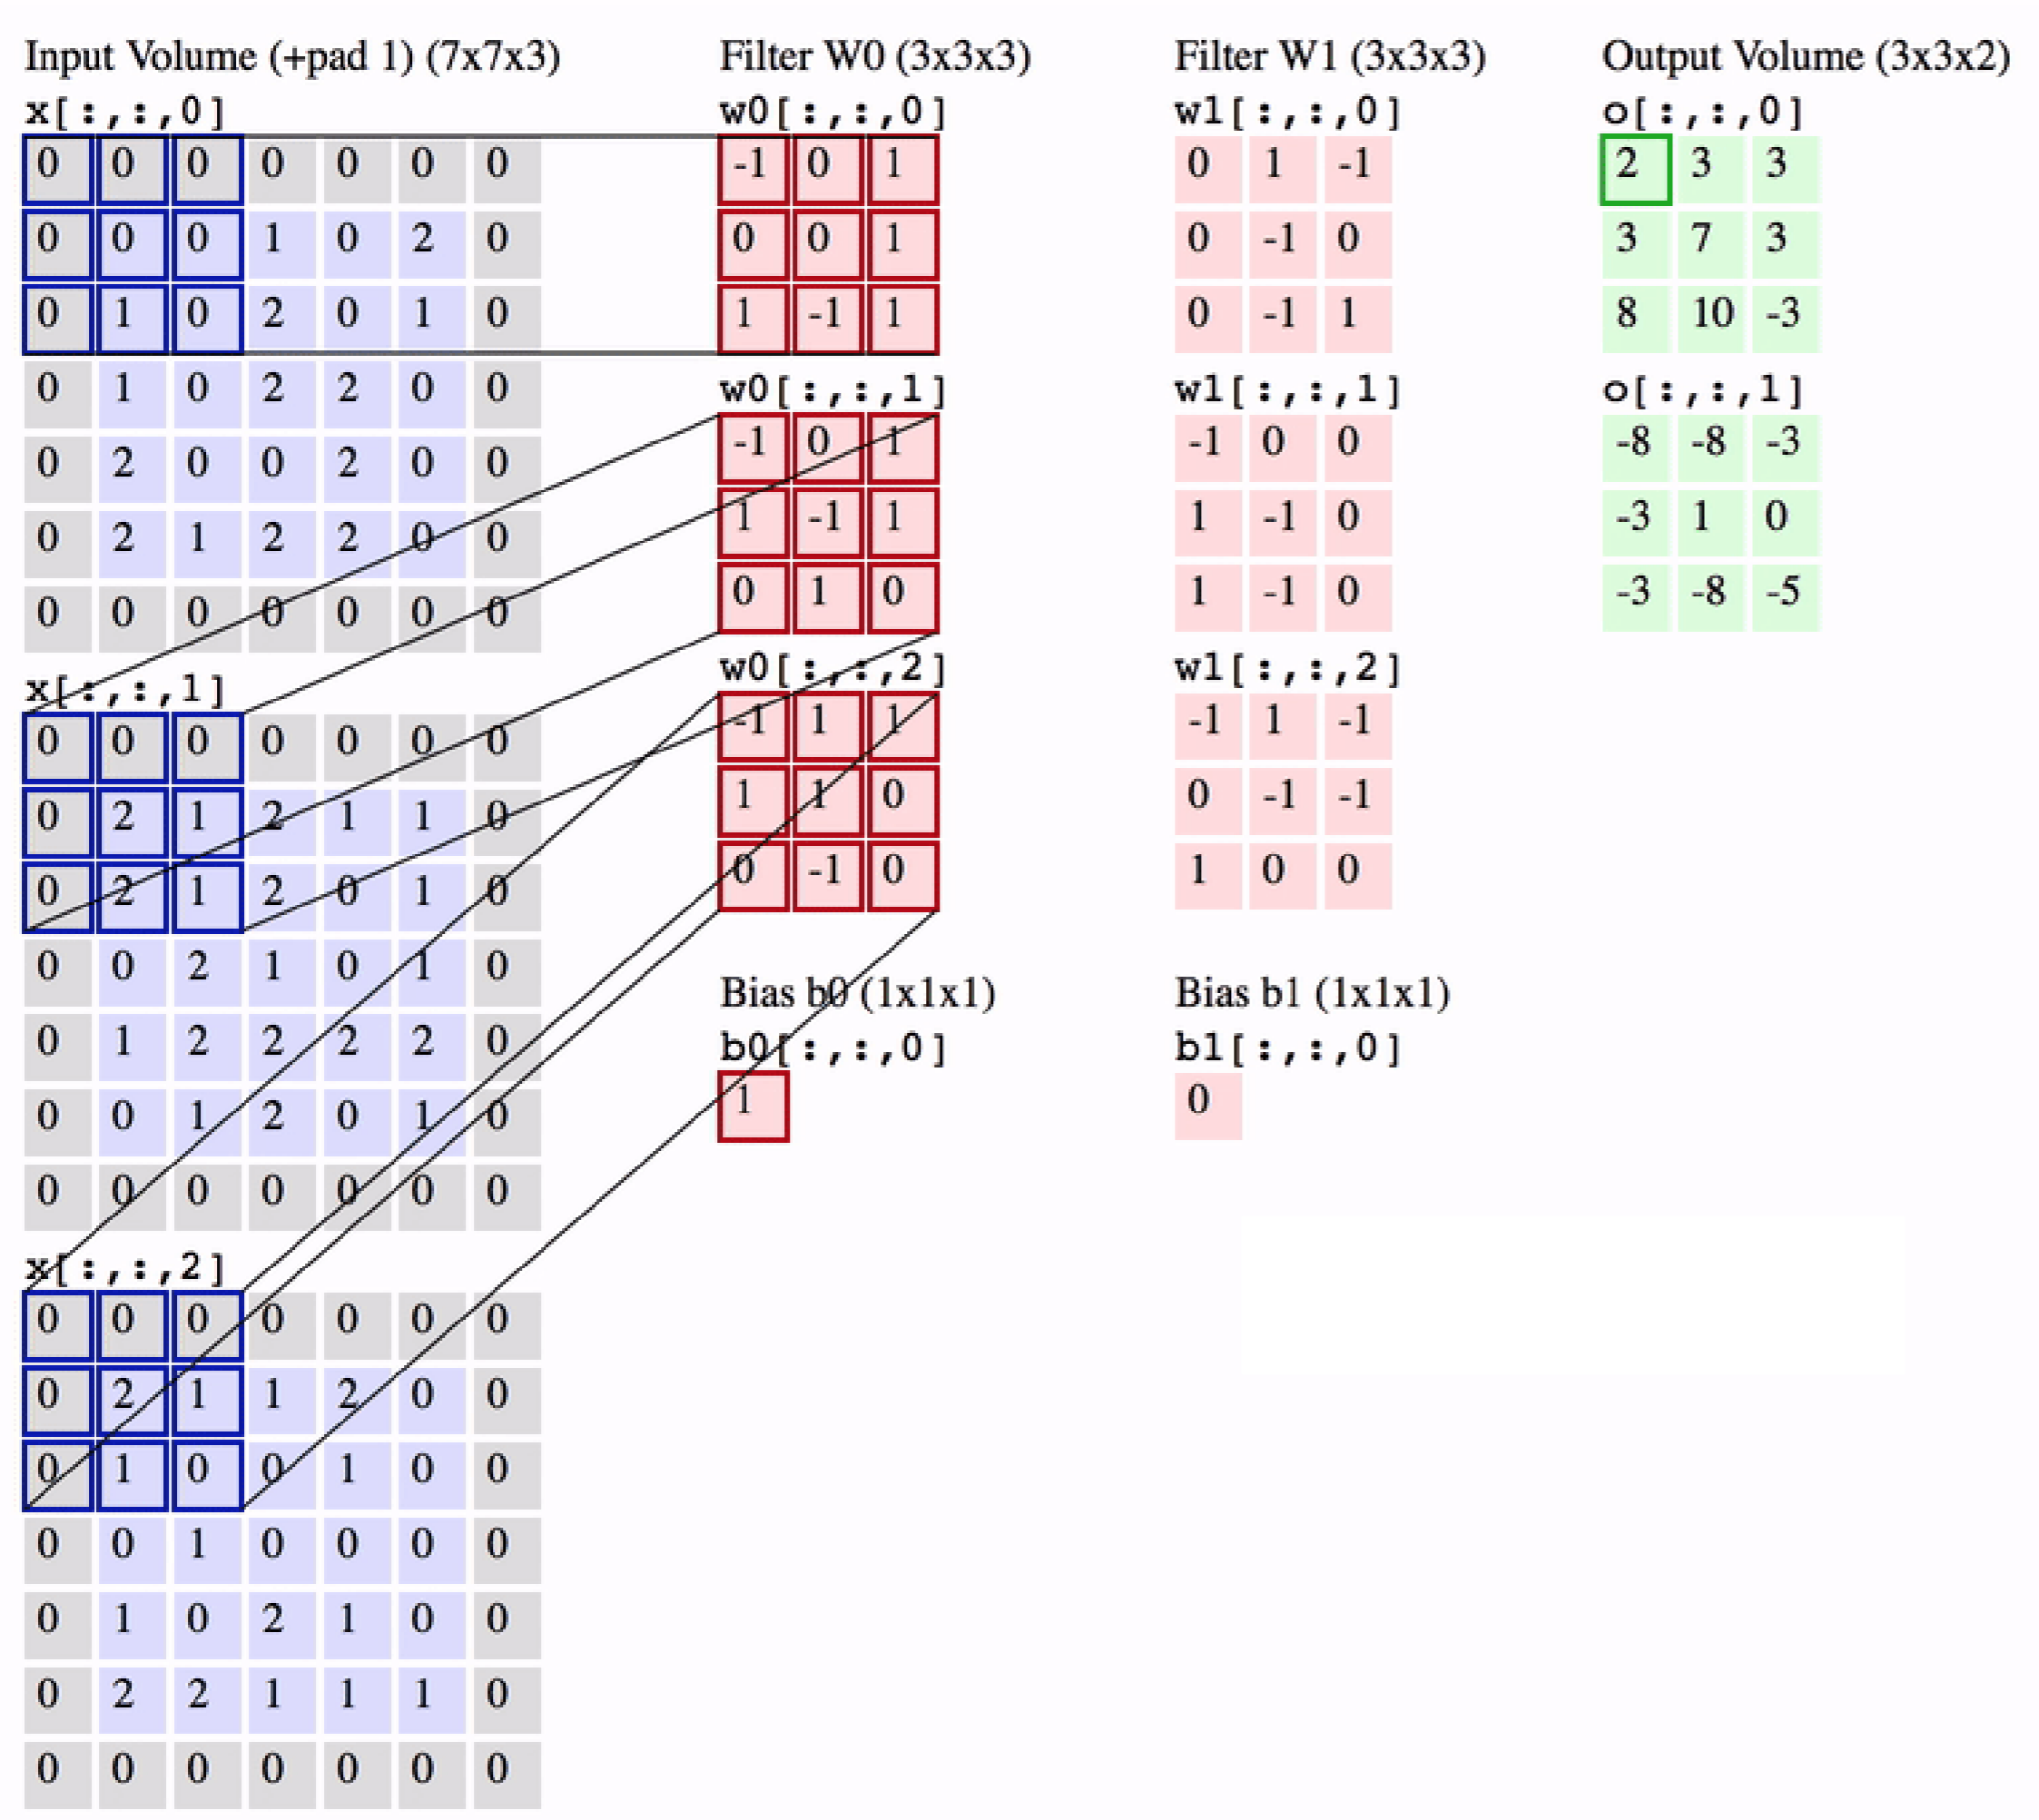 Input Volume (+pad 1) (7x7x3)
x[:,:,0]
0 0 0 0 0 0 0
0 0 0 1 0 2 0
0 1 0 2 0 1 0
0 1 0 2 2 0 0
0 2 0 0 2 0 0
0 2 1 2 2 0 0
0 0 0 0 0 0 0
x[:,:,1]
0 0 0 0 0 0 0
0 2 1 2 1 1 0
0 2 1 2 0 1 0
0 0 2 1 0 1 0
0 1 2 2 2 2 0
0 0 1 2 0 1 0
0 0 0 0 0 0 0
x[:,:,2]
0 0 0 0 0 0 0
0 2 1 1 2 0 0
0 1 0 0 1 0 0
0 0 1 0 0 0 0
0 1 0 2 1 0 0
0 2 2 1 1 1 0
0 0 0 0 0 0 0
Filter W0 (3x3x3)
w0[:,:,0]
-1 0 1
0 0 1
1 -1 1
w0[:,:,1]
-1 0 1
1 -1 1
0 1 0
w0[:,:,2]
-1 1 1
1 1 0
0 -1 0
Bias b0 (1x1x1)
b0[:,:,0]
1
Filter W1 (3x3x3)
w1[:,:,0]
0 1 -1
0 -1 0
0 -1 1
w1[:,:,1]
-1 0 0
1 -1 0
1 -1 0
w1[:,:,2]
-1 1 -1
0 -1 -1
1 0 0
Bias b1 (1x1x1)
b1[:,:,0]
0
Output Volume (3x3x2)
o[:,:,0]
2 3 3
3 7 3
8 10 -3
o[:,:,1]
-8 -8 -3
-3 1 0
-3 -8 -5